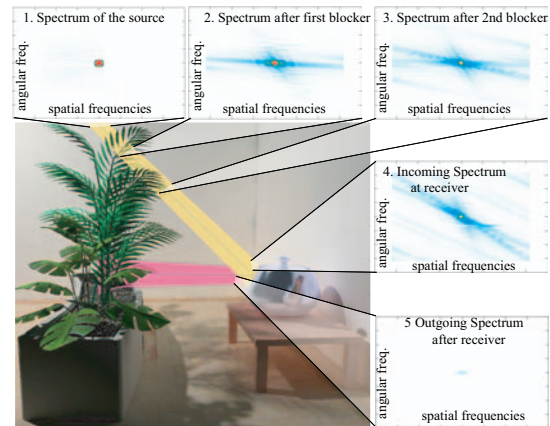 1. Spectrum of the source
angular freq.
spatial frequencies
2. Spectrum after first blocker
angular freq.
spatial frequencies
3. Spectrum after 2nd blocker
angular freq.
spatial frequencies
4. Incoming Spectrum
at receiver
angular freq.
spatial frequencies
5 Outgoing Spectrum
after receiver
angular freq.
spatial frequencies